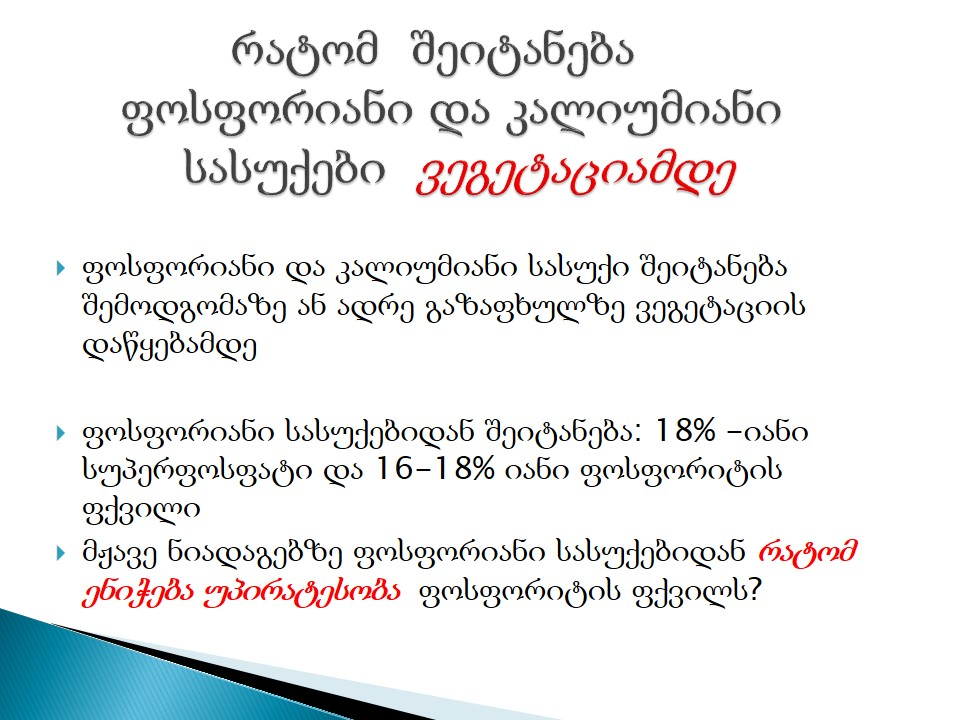 რატომ შეიტანება
ფოსფორიანი და კალიუმიანი
სასუქები ვეგეტაციამდე
ფოსფორიანი და კალიუმიანი სასუქი შეიტანება
შემოდგომაზე ან ადრე გაზაფხულზე ვეგეტაციის
დაწყებამდე
ფოსფორიანი სასუქებიდან შეიტანება: 18% -იანი
სუპერფოსფატი და 16-18% იანი ფოსფორიტის
ფქვილი
მჟავე ნიადაგებზე ფოსფორიანი სასუქებიდან რატომ
ენიჭება უპირატესობა ფოსფორიტის ფქვილს?